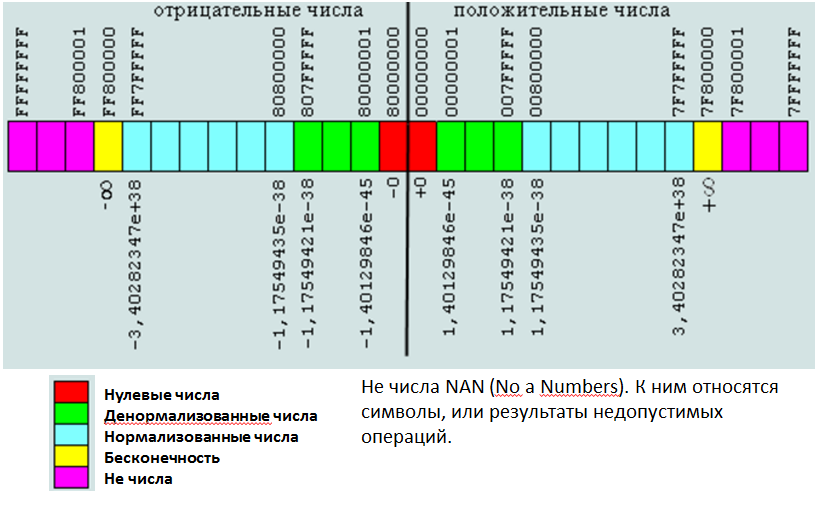 отрицательные числа
положительные числа
FFFFFFFF
FF800001
FF800000
FF7FFFFF
80800000
807FFFFF
80000001
80000000
00000000
00000001
007FFFFF
00800000
7F7FFFFF
7F800000
7F800001
7FFFFFFF
-∞
-3,40282347e+38
-1,17549435e-38
-1,17549421e-38
-1,40129846e-45
-0
+0
1,40129846e-45
1,17549421e-38
1,17549435e-38
3,40282347e+38
+∞
Нулевые числа
Денормализованные числа
Нормализованные числа
Бесконечность
Не числа
Не числа NAN (No a Numbers). К ним относятся
символы, или результаты недопустимых
операций.